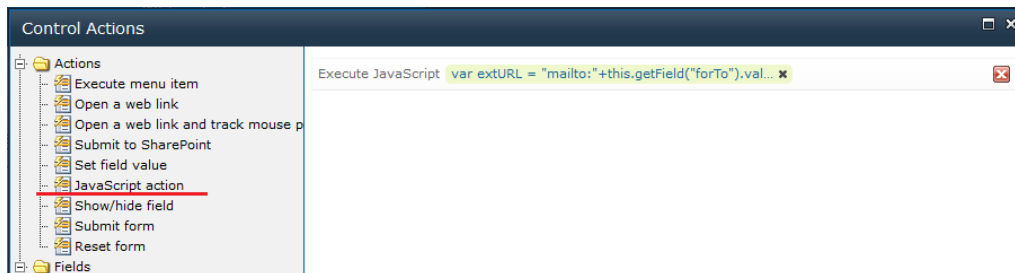 Control Actions
Actions
Execute menu item
Open a web link
Open a web link and track mouse p
Submit to SharePoint
Set field value
JavaScript action
Show/hide field
Submit form
Reset form
Fields
Execute JavaScript var extURL = "mailto:"+this.getField("forTo").val... ✖